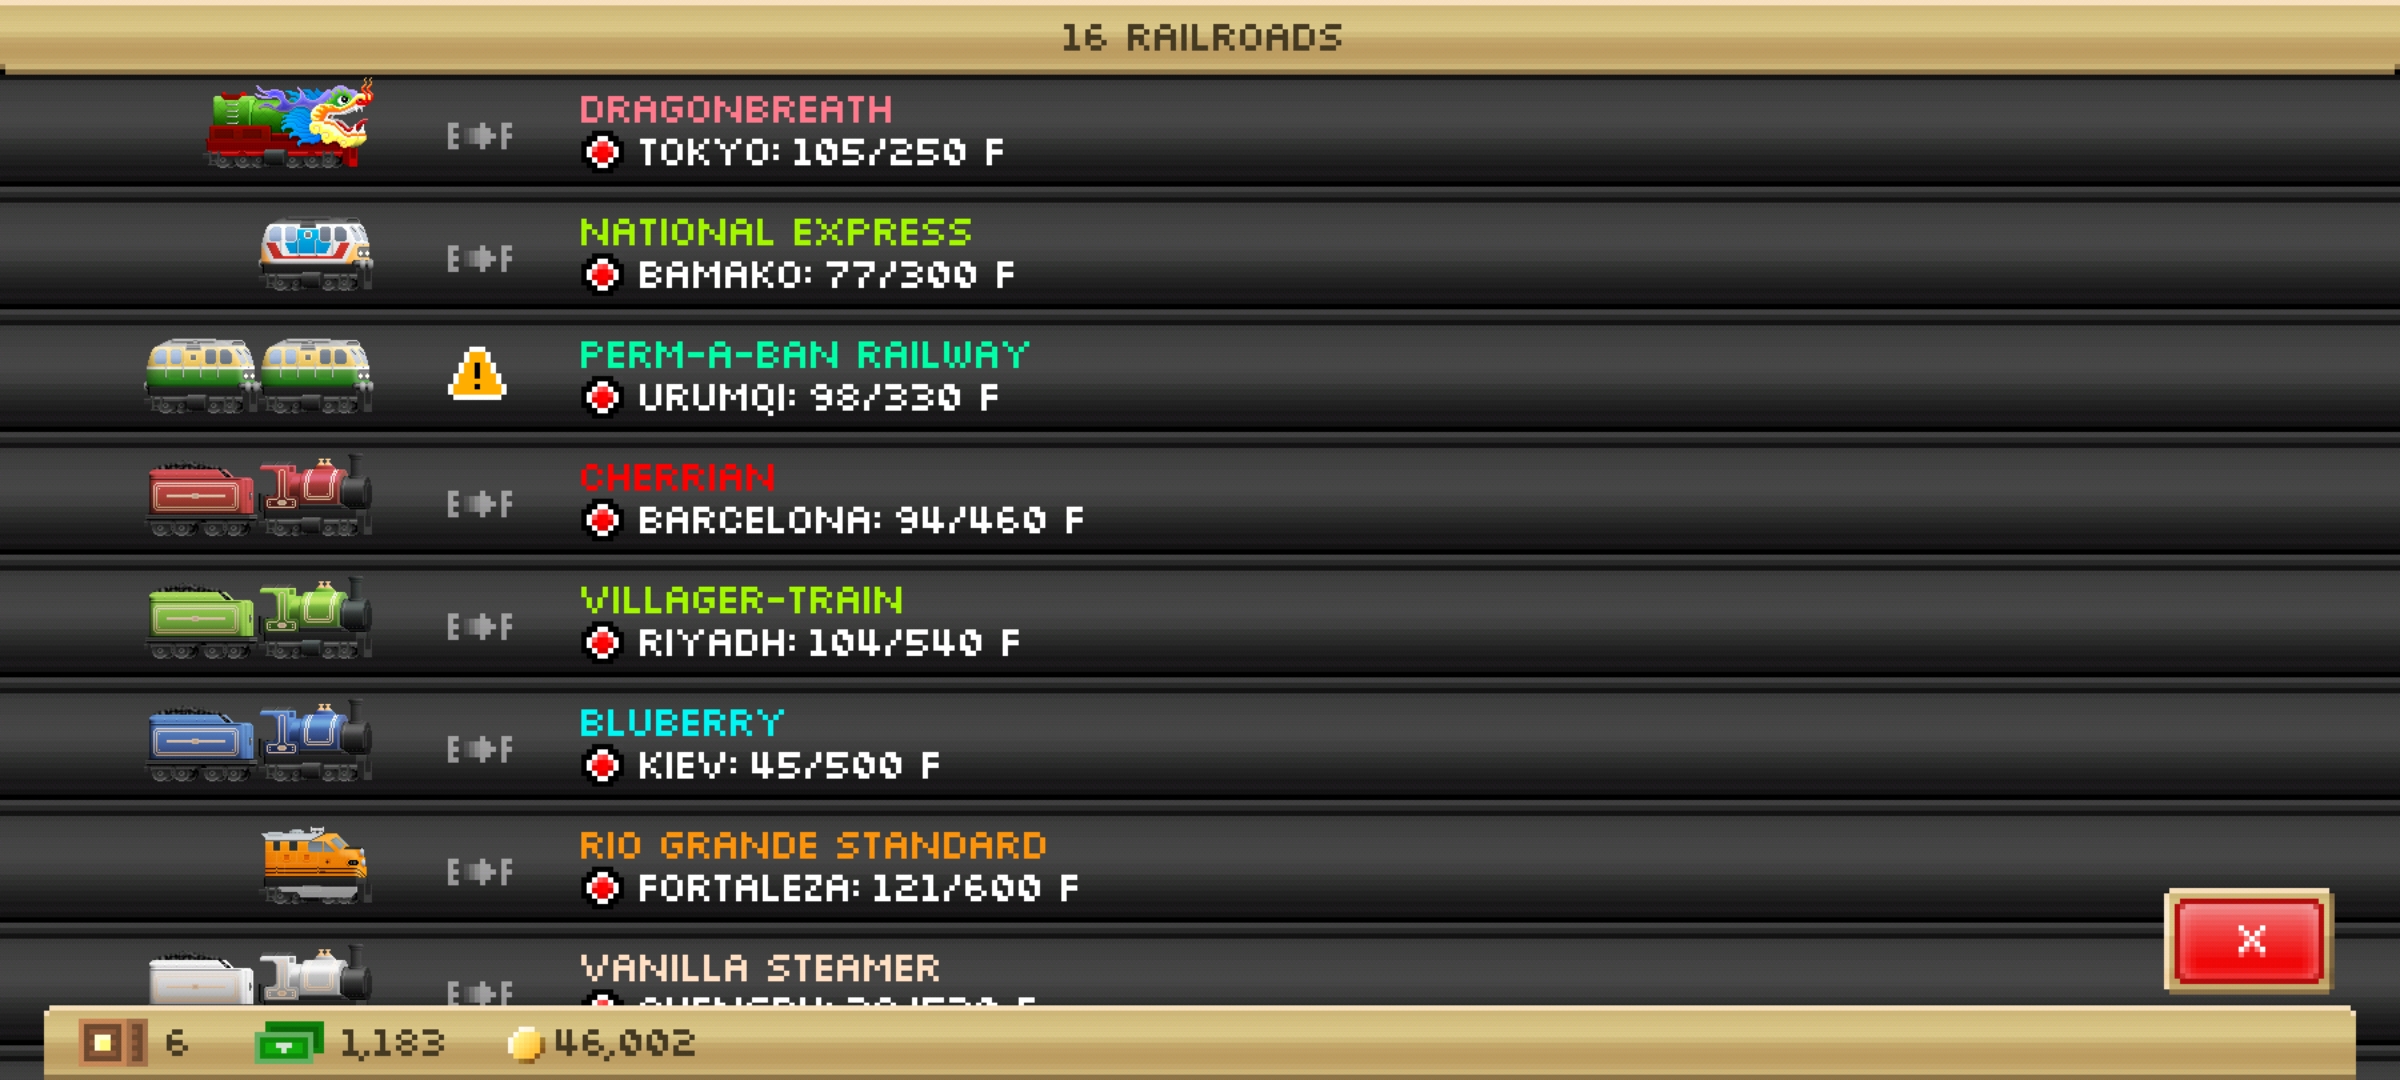 16 RAILROADS
DRAGONBREATH
E F
TOKYO: 105/250 F
NATIONAL EXPRESS
E F
BAMAKO: 77/300 F
PERM-A-BAN RAILWAY
!
URUMQI: 98/330 F
CHERRIAN
E F
BARCELONA: 94/460 F
VILLAGER-TRAIN
E F
RIYADH: 104/540 F
BLUBERRY
E F
KIEV: 45/500 F
RIO GRANDE STANDARD
E F
FORTALEZA: 121/600 F
VANILLA STEAMER
E F
X
6 1,183 46,002